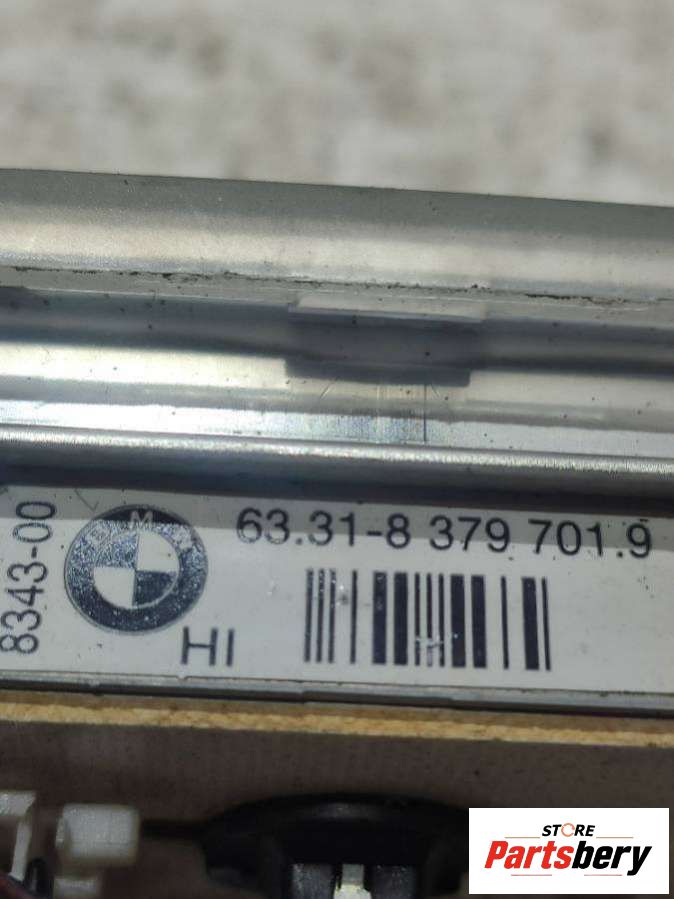 63.31-8 379 701.9
8343-00
BMW
HI
STORE
Partsbery